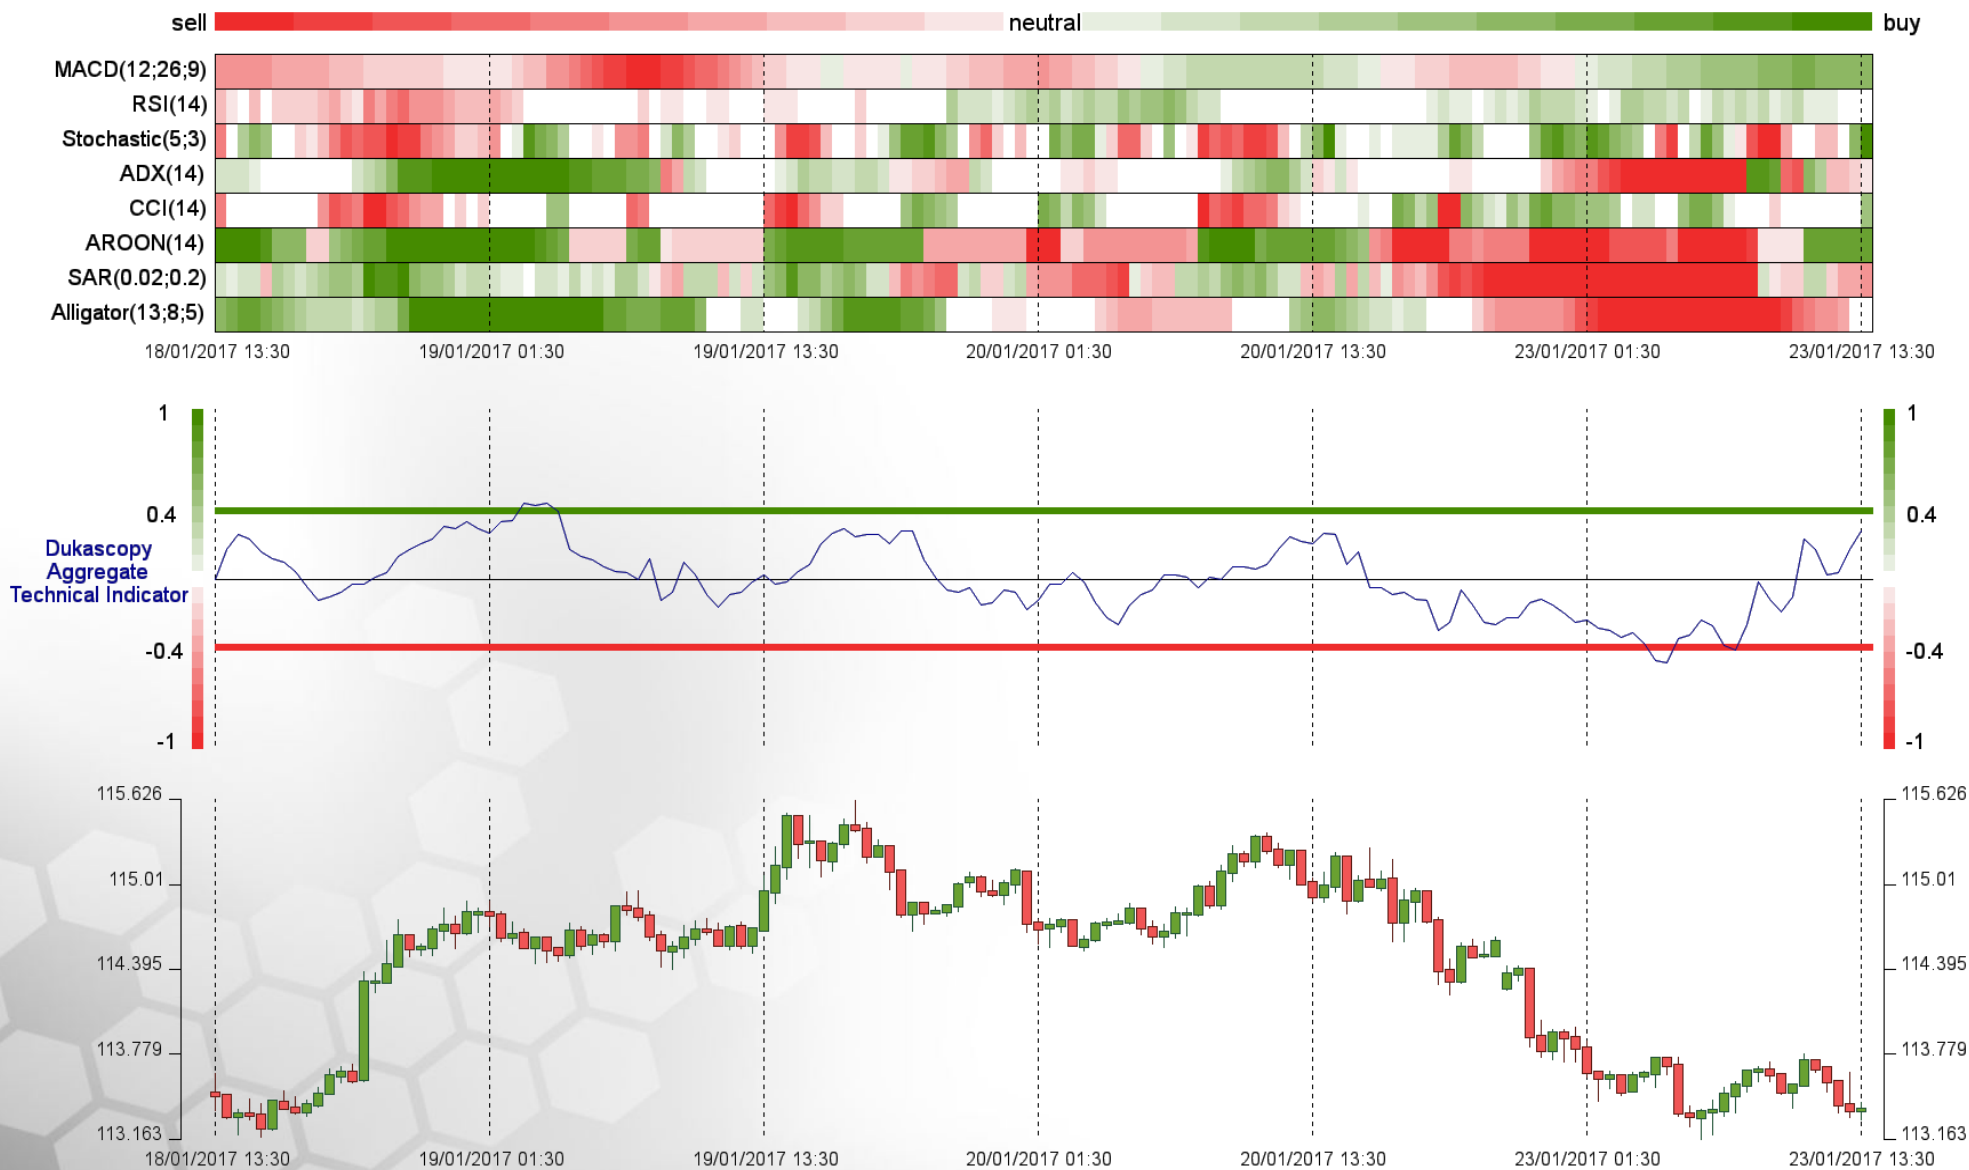 sell neutral buy
MACD(12;26;9)
RSI(14)
Stochastic(5;3)
ADX(14)
CCI(14)
AROON(14)
SAR(0.02;0.2)
Alligator(13;8;5)
18/01/2017 13:30 19/01/2017 01:30 19/01/2017 13:30 20/01/2017 01:30 20/01/2017 13:30 23/01/2017 01:30 23/01/2017 13:30
1 1
0.4 0.4
Dukascopy
Aggregate
Technical Indicator
-0.4 -0.4
-1 -1
115.626 115.626
115.01 115.01
114.395 114.395
113.779 113.779
113.163 113.163
18/01/2017 13:30 19/01/2017 01:30 19/01/2017 13:30 20/01/2017 01:30 20/01/2017 13:30 23/01/2017 01:30 23/01/2017 13:30